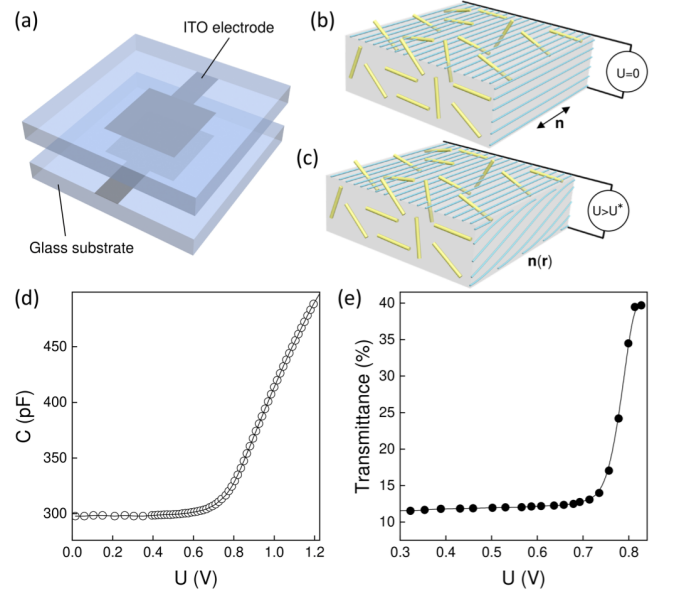 (a)
ITO electrode
Glass substrate
(b)
U=0
n
(c)
U>U*
n(r)
(d)
450
400
350
300
C (pF)
0.0 0.2 0.4 0.6 0.8 1.0 1.2
U (V)
(e)
40
35
30
25
20
15
10
Transmittance (%)
0.3 0.4 0.5 0.6 0.7 0.8
U (V)